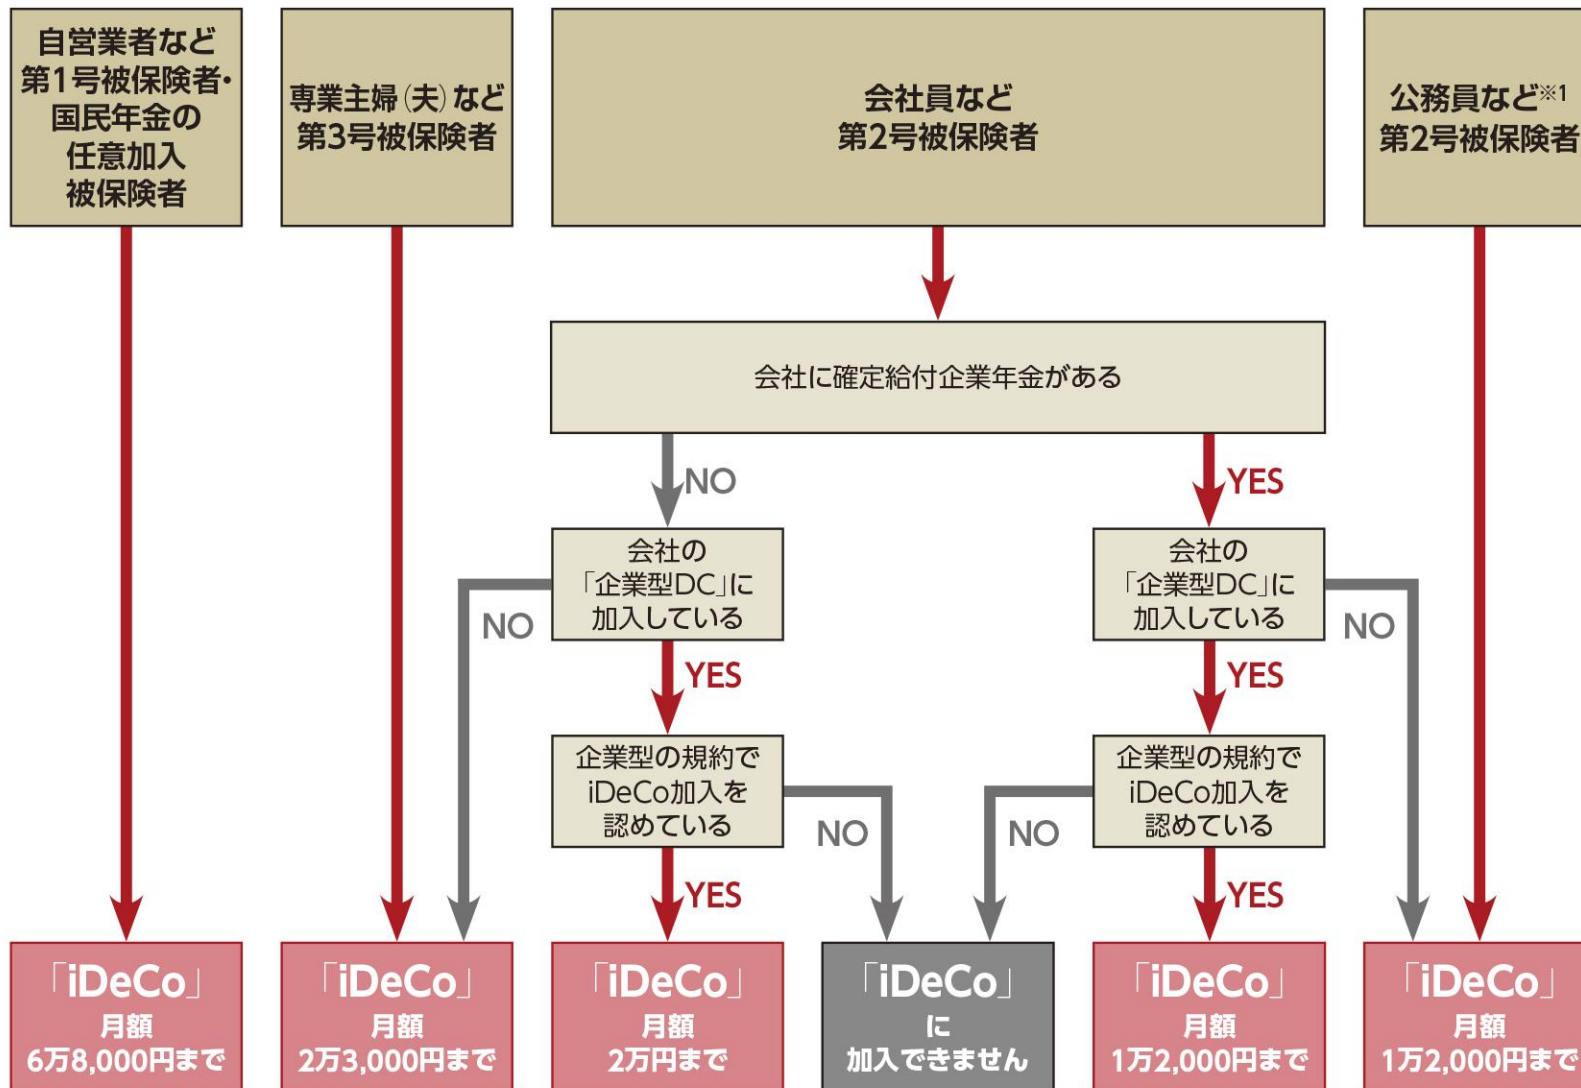 自営業者など
第1号被保険者・
国民年金の
任意加入
被保険者
専業主婦(夫)など
第3号被保険者
会社員など
第2号被保険者
公務員など※1
第2号被保険者
会社に確定給付企業年金がある
NO
YES
会社の
「企業型DC」に
加入している
会社の
「企業型DC」に
加入している
NO
YES
YES
NO
企業型の規約で
iDeCo加入を
認めている
企業型の規約で
iDeCo加入を
認めている
NO
NO
YES
YES
「iDeCo」
月額
6万8,000円まで
「iDeCo」
月額
2万3,000円まで
「iDeCo」
月額
2万円まで
「iDeCo」
に
加入できません
「iDeCo」
月額
1万2,000円まで
「iDeCo」
月額
1万2,000円まで